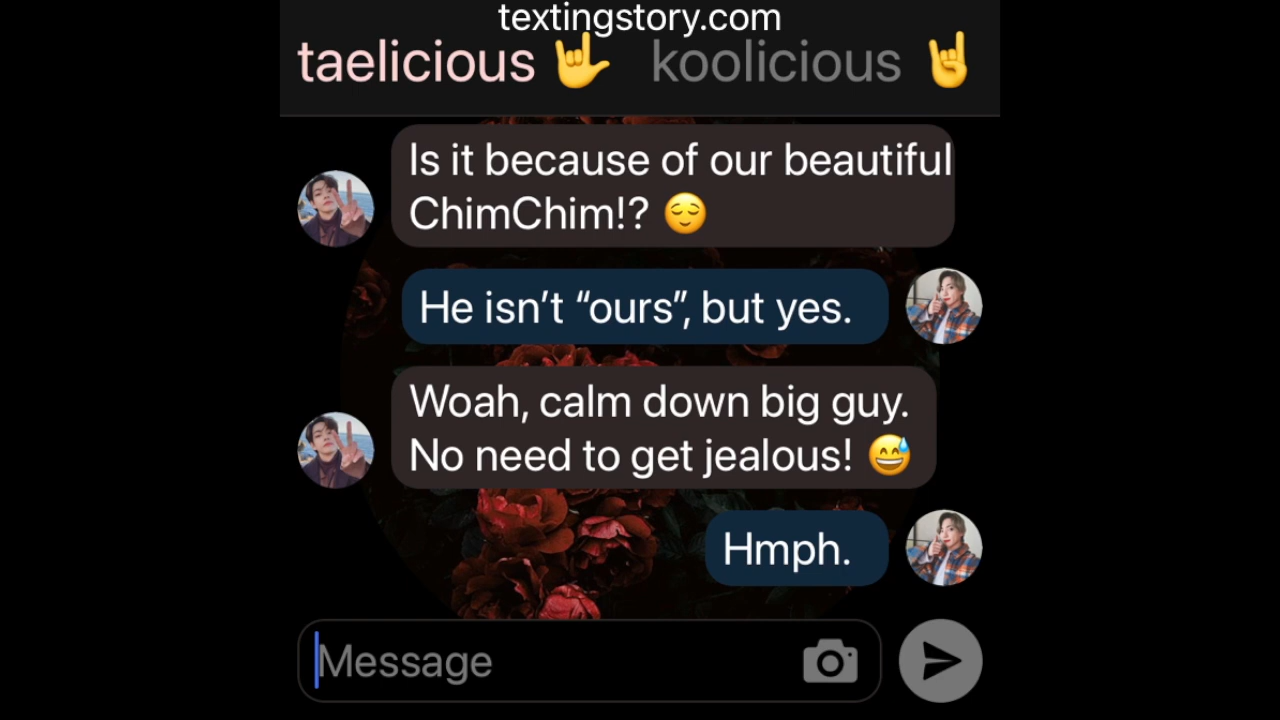 textingstory.com
taelicious 🤟 koolicious 🤘
Is it because of our beautiful
ChimChim!? 😌
He isn’t “ours”, but yes.
Woah, calm down big guy.
No need to get jealous! 😅
Hmph.
Message